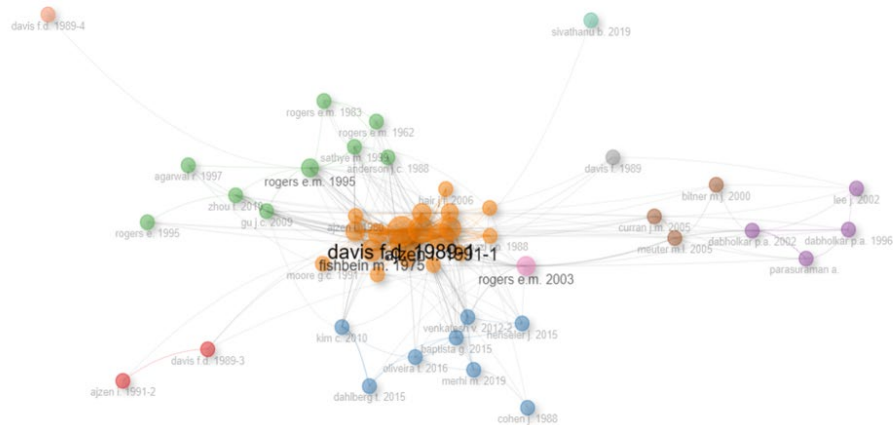 davis f.d. 1989-4
sivathanu b. 2019
rogers e.m. 1983
rogers e.m. 1962
sathye m. 1999
anderson j.c. 1988
davis f. 1989
agarwal r. 1997
rogers e.m. 1995
bitner m.j. 2000
lee j. 2002
zhou t. 2010
hair j.f. 2006
gu j.c. 2009
rogers e. 1995
curran j.m. 2005
dabholkar p.a. 2002
dabholkar p.a. 1996
meuter m.l. 2005
davis f.d. 1989-1
1991-1
fishbein m. 1975
parasuraman a.
moore g.c. 1991
rogers e.m. 2003
kim c. 2010
venkatesh v. 2012-2
henseler j. 2015
baptista g. 2015
davis f.d. 1989-3
oliveira t. 2016
merhi m. 2019
ajzen i. 1991-2
dahlberg t. 2015
cohen j. 1988